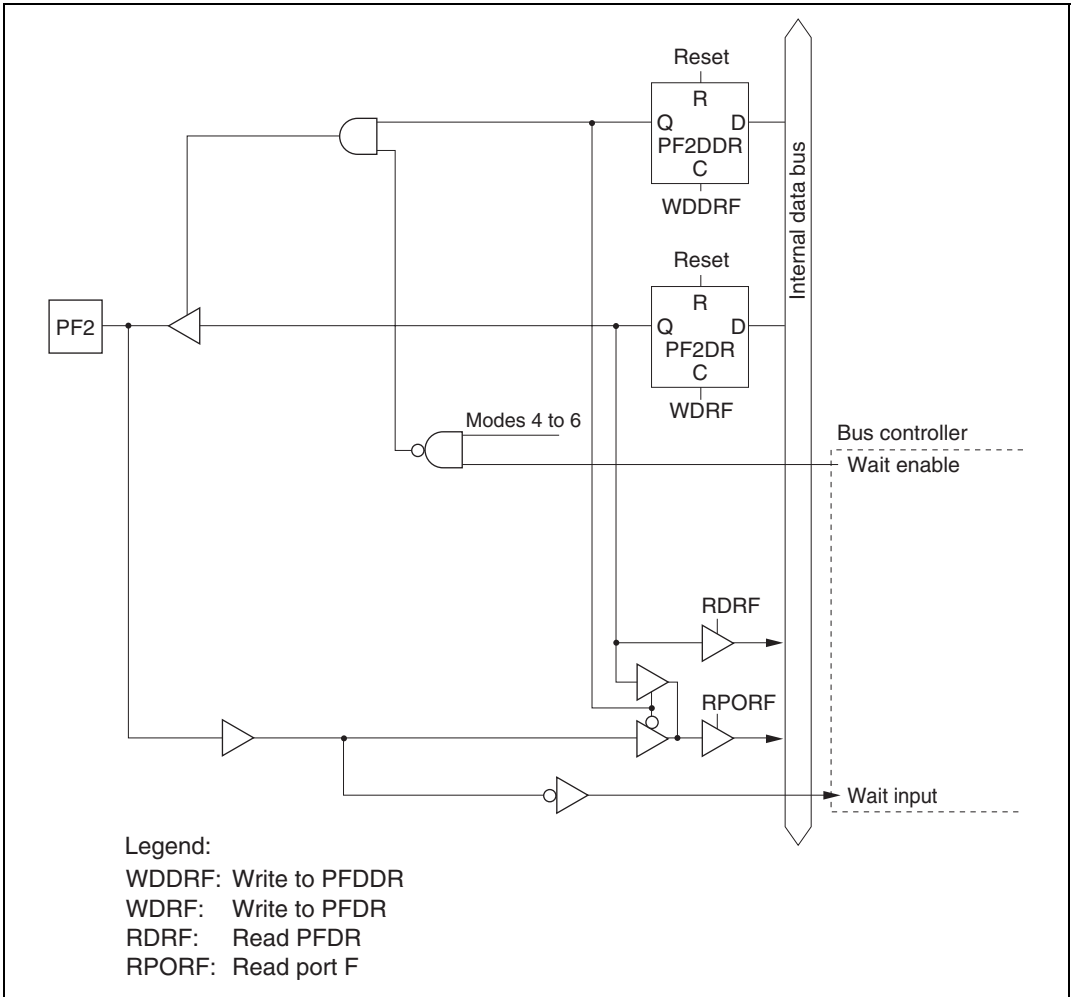 Reset
R
Q D
PF2DDR
C
WDDRF
Internal data bus
Reset
R
Q D
PF2DR
C
WDRF
PF2
Modes 4 to 6
Bus controller
Wait enable
RDRF
RPORF
Wait input
Legend:
WDDRF: Write to PFDDR
WDRF: Write to PFDR
RDRF: Read PFDR
RPORF: Read port F